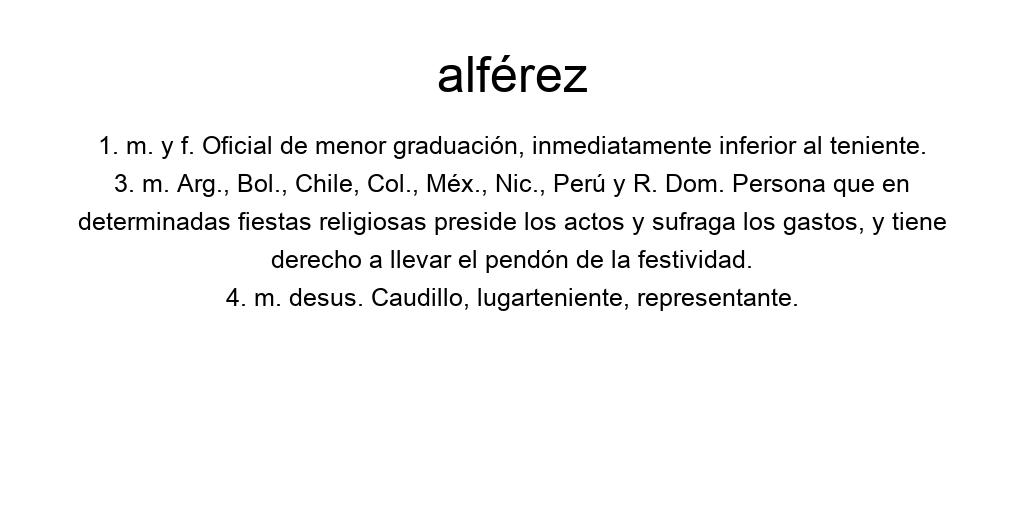 alférez
1. m. y f. Oficial de menor graduación, inmediatamente inferior al teniente.
3. m. Arg., Bol., Chile, Col., Méx., Nic., Perú y R. Dom. Persona que en
determinadas fiestas religiosas preside los actos y sufraga los gastos, y tiene
derecho a llevar el pendón de la festividad.
4. m. desus. Caudillo, lugarteniente, representante.